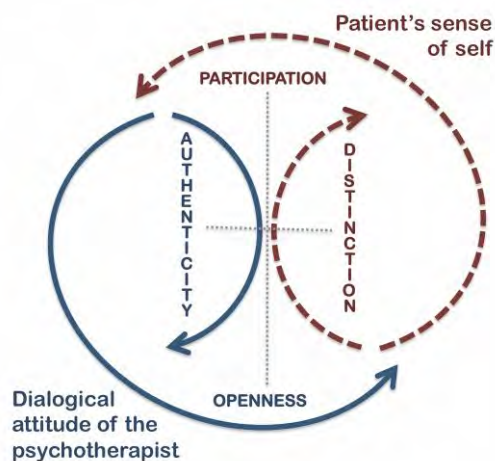 Patient's sense
of self
PARTICIPATION
AUTHENTICITY
DISTINCTION
OPENNESS
Dialogical
attitude of the
psychotherapist